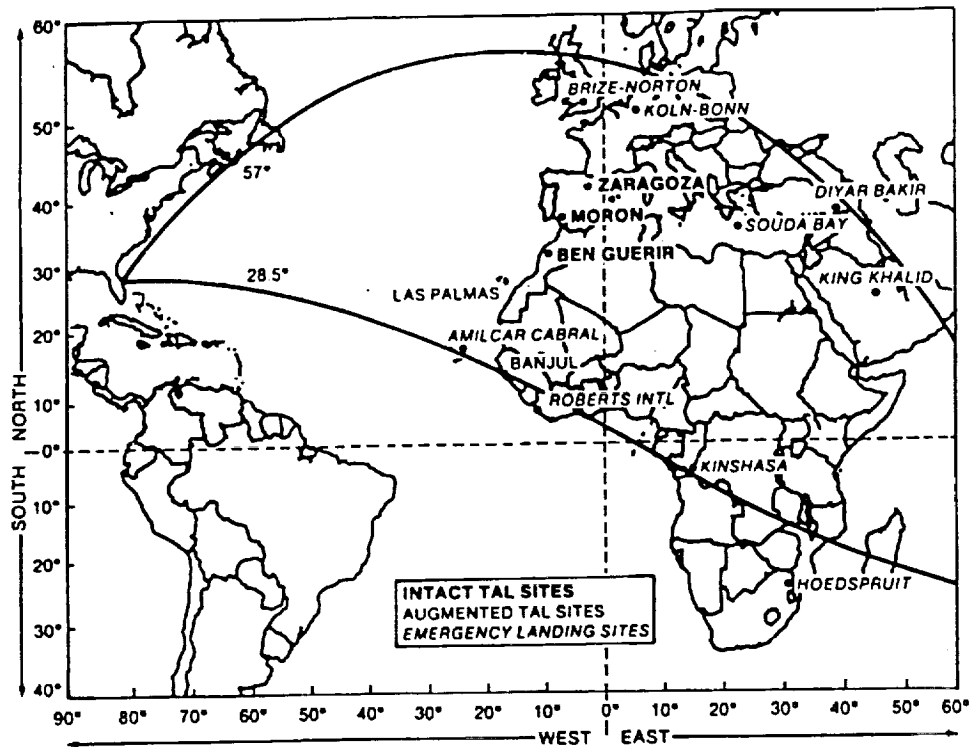 60°
50°
40°
30°
20°
10°
0°
10°
20°
30°
40°
NORTH
SOUTH
57°
28.5°
BRIZE-NORTON
KOLN-BONN
ZARAGOZA
DIYAR BAKIR
MORON
SOUDA BAY
BEN GUERIR
KING KHALID
LAS PALMAS
AMILCAR CABRAL
BANJUL
ROBERTS INTL
KINSHASA
HOEDSPRUIT
INTACT TAL SITES
AUGMENTED TAL SITES
EMERGENCY LANDING SITES
90° 80° 70° 60° 50° 40° 30° 20° 10° 0° 10° 20° 30° 40° 50° 60°
WEST EAST